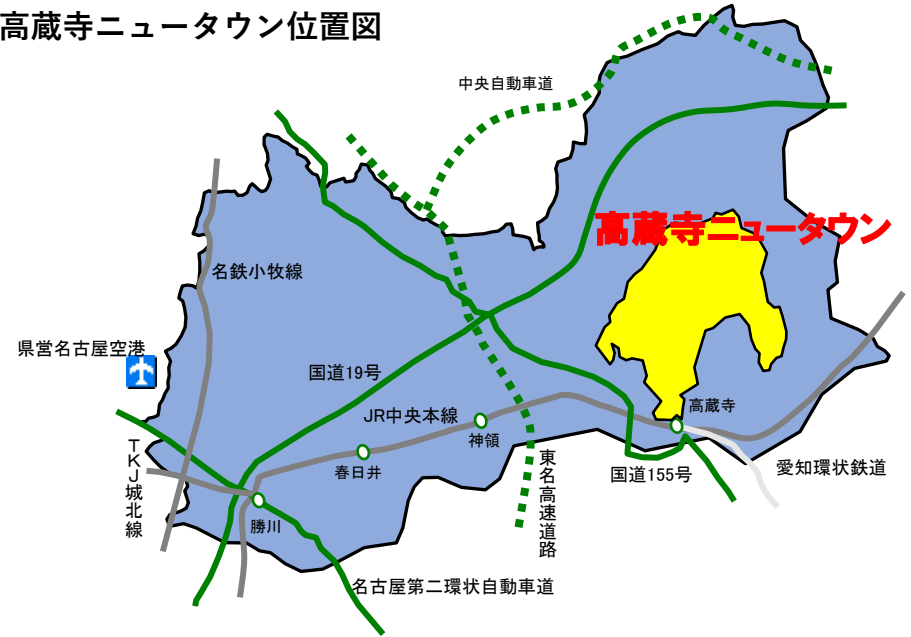 高蔵寺ニュータウン位置図
中央自動車道
高蔵寺ニュータウン
名鉄小牧線
県営名古屋空港
国道19号
JR中央本線
高蔵寺
神領
春日井
国道155号
愛知環状鉄道
TKJ城北線
東名高速道路
勝川
名古屋第二環状自動車道